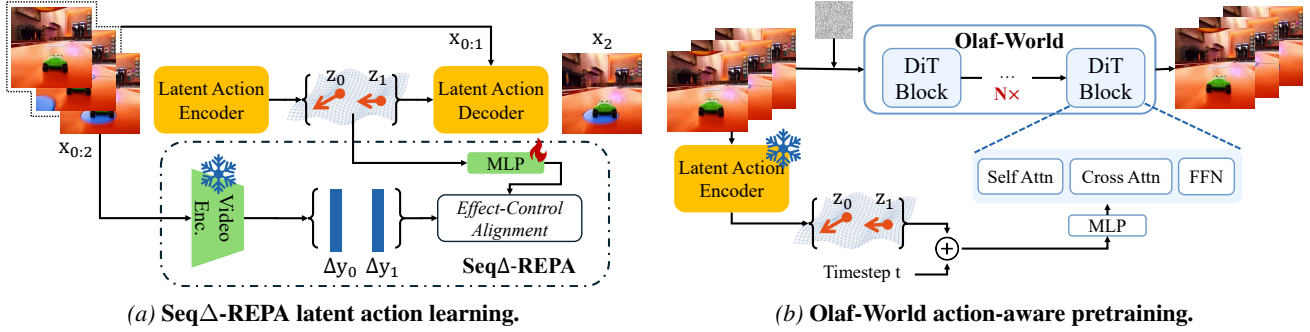 x₀:₁
x₂
Latent Action
Encoder
z₀ z₁
Latent Action
Decoder
x₀:₂
Video
Enc.
MLP
Effect-Control
Alignment
Δy₀ Δy₁
SeqΔ-REPA
(a) SeqΔ-REPA latent action learning.
Olaf-World
DiT
Block
...
N×
DiT
Block
Latent Action
Encoder
Self Attn
Cross Attn
FFN
z₀ z₁
MLP
Timestep t
(b) Olaf-World action-aware pretraining.